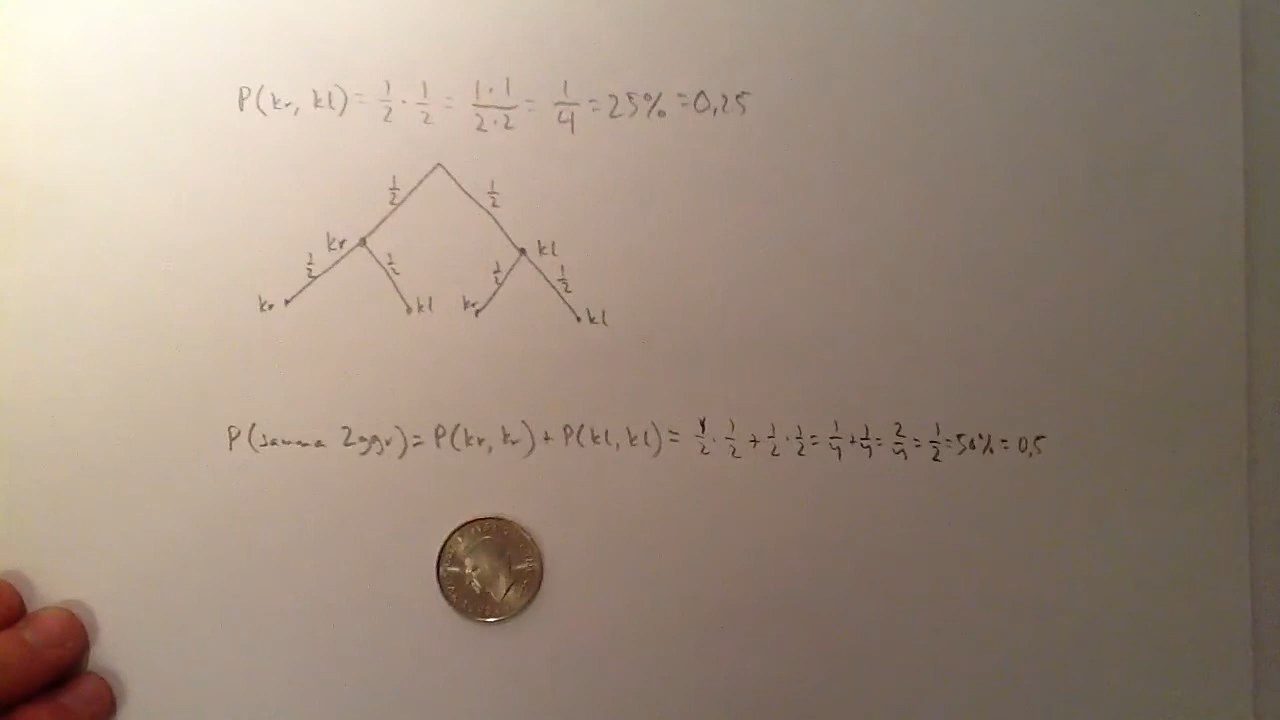 P(kr, kl) = 1/2 · 1/2 = 1·1/2·2 = 1/4 = 25% = 0,25
1/2 1/2
kr kl
1/2 1/2 1/2 1/2
kr kl kr kl
P(samma 2ggr) = P(kr, kr) + P(kl, kl) = 1/2 · 1/2 + 1/2 · 1/2 = 1/4 + 1/4 = 2/4 = 1/2 = 50% = 0,5